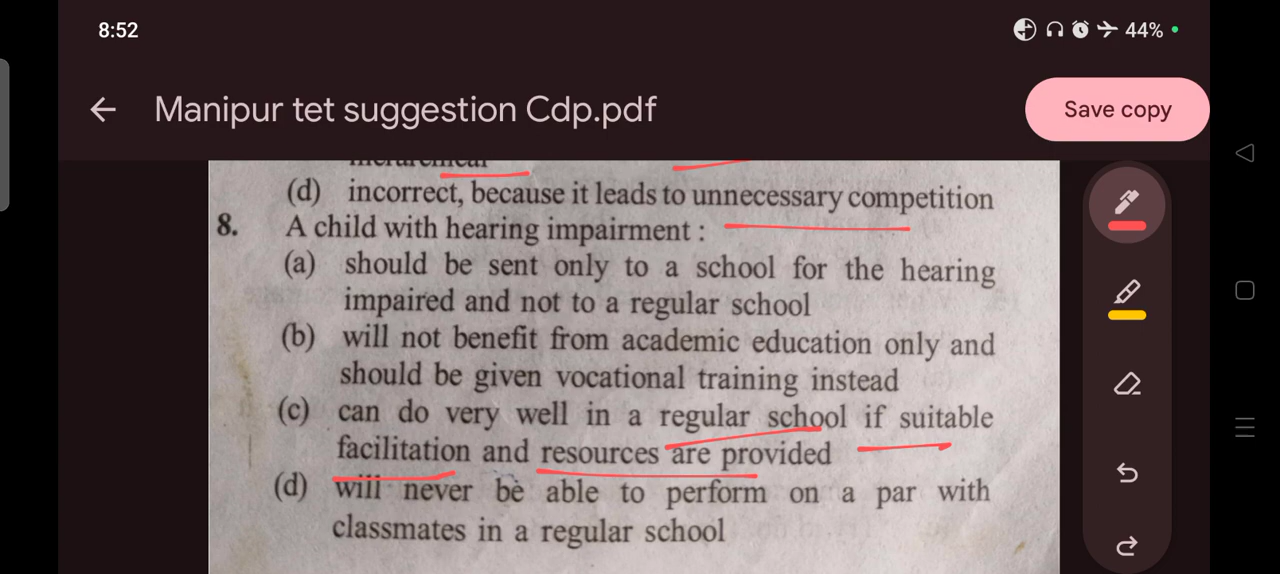 8:52
44%
Manipur tet suggestion Cdp.pdf
Save copy
(d) incorrect, because it leads to unnecessary competition
8. A child with hearing impairment :
(a) should be sent only to a school for the hearing
impaired and not to a regular school
(b) will not benefit from academic education only and
should be given vocational training instead
(c) can do very well in a regular school if suitable
facilitation and resources are provided
(d) will never be able to perform on a par with
classmates in a regular school